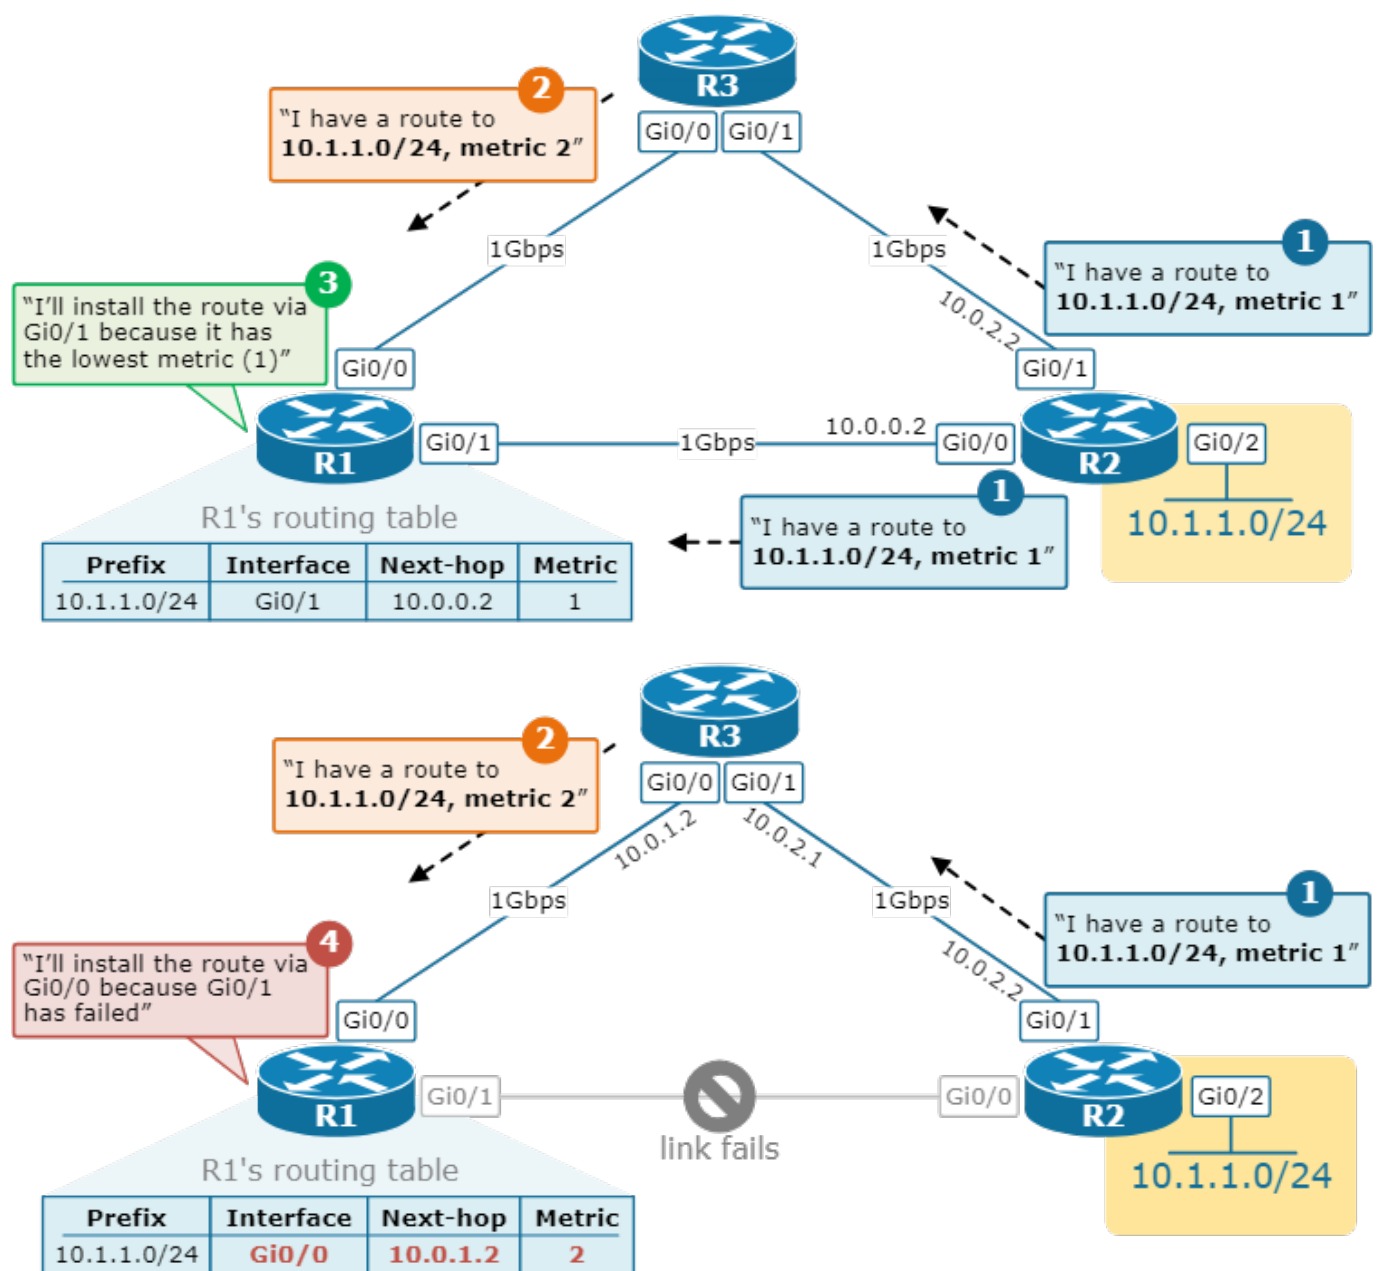 R3
2
“I have a route to
10.1.1.0/24, metric 2”
Gi0/0
Gi0/1
1Gbps
1Gbps
1
“I have a route to
10.1.1.0/24, metric 1”
10.0.2.2
3
“I’ll install the route via
Gi0/1 because it has
the lowest metric (1)”
Gi0/0
Gi0/1
R1
Gi0/1
1Gbps
10.0.0.2
Gi0/0
R2
Gi0/2
10.1.1.0/24
1
“I have a route to
10.1.1.0/24, metric 1”
R1's routing table
Prefix Interface Next-hop Metric
10.1.1.0/24 Gi0/1 10.0.0.2 1
R3
2
“I have a route to
10.1.1.0/24, metric 2”
Gi0/0
Gi0/1
10.0.1.2
10.0.2.1
1Gbps
1Gbps
1
“I have a route to
10.1.1.0/24, metric 1”
10.0.2.2
4
“I’ll install the route via
Gi0/0 because Gi0/1
has failed”
Gi0/0
Gi0/1
R1
Gi0/1
link fails
Gi0/0
R2
Gi0/2
10.1.1.0/24
R1's routing table
Prefix Interface Next-hop Metric
10.1.1.0/24 Gi0/0 10.0.1.2 2